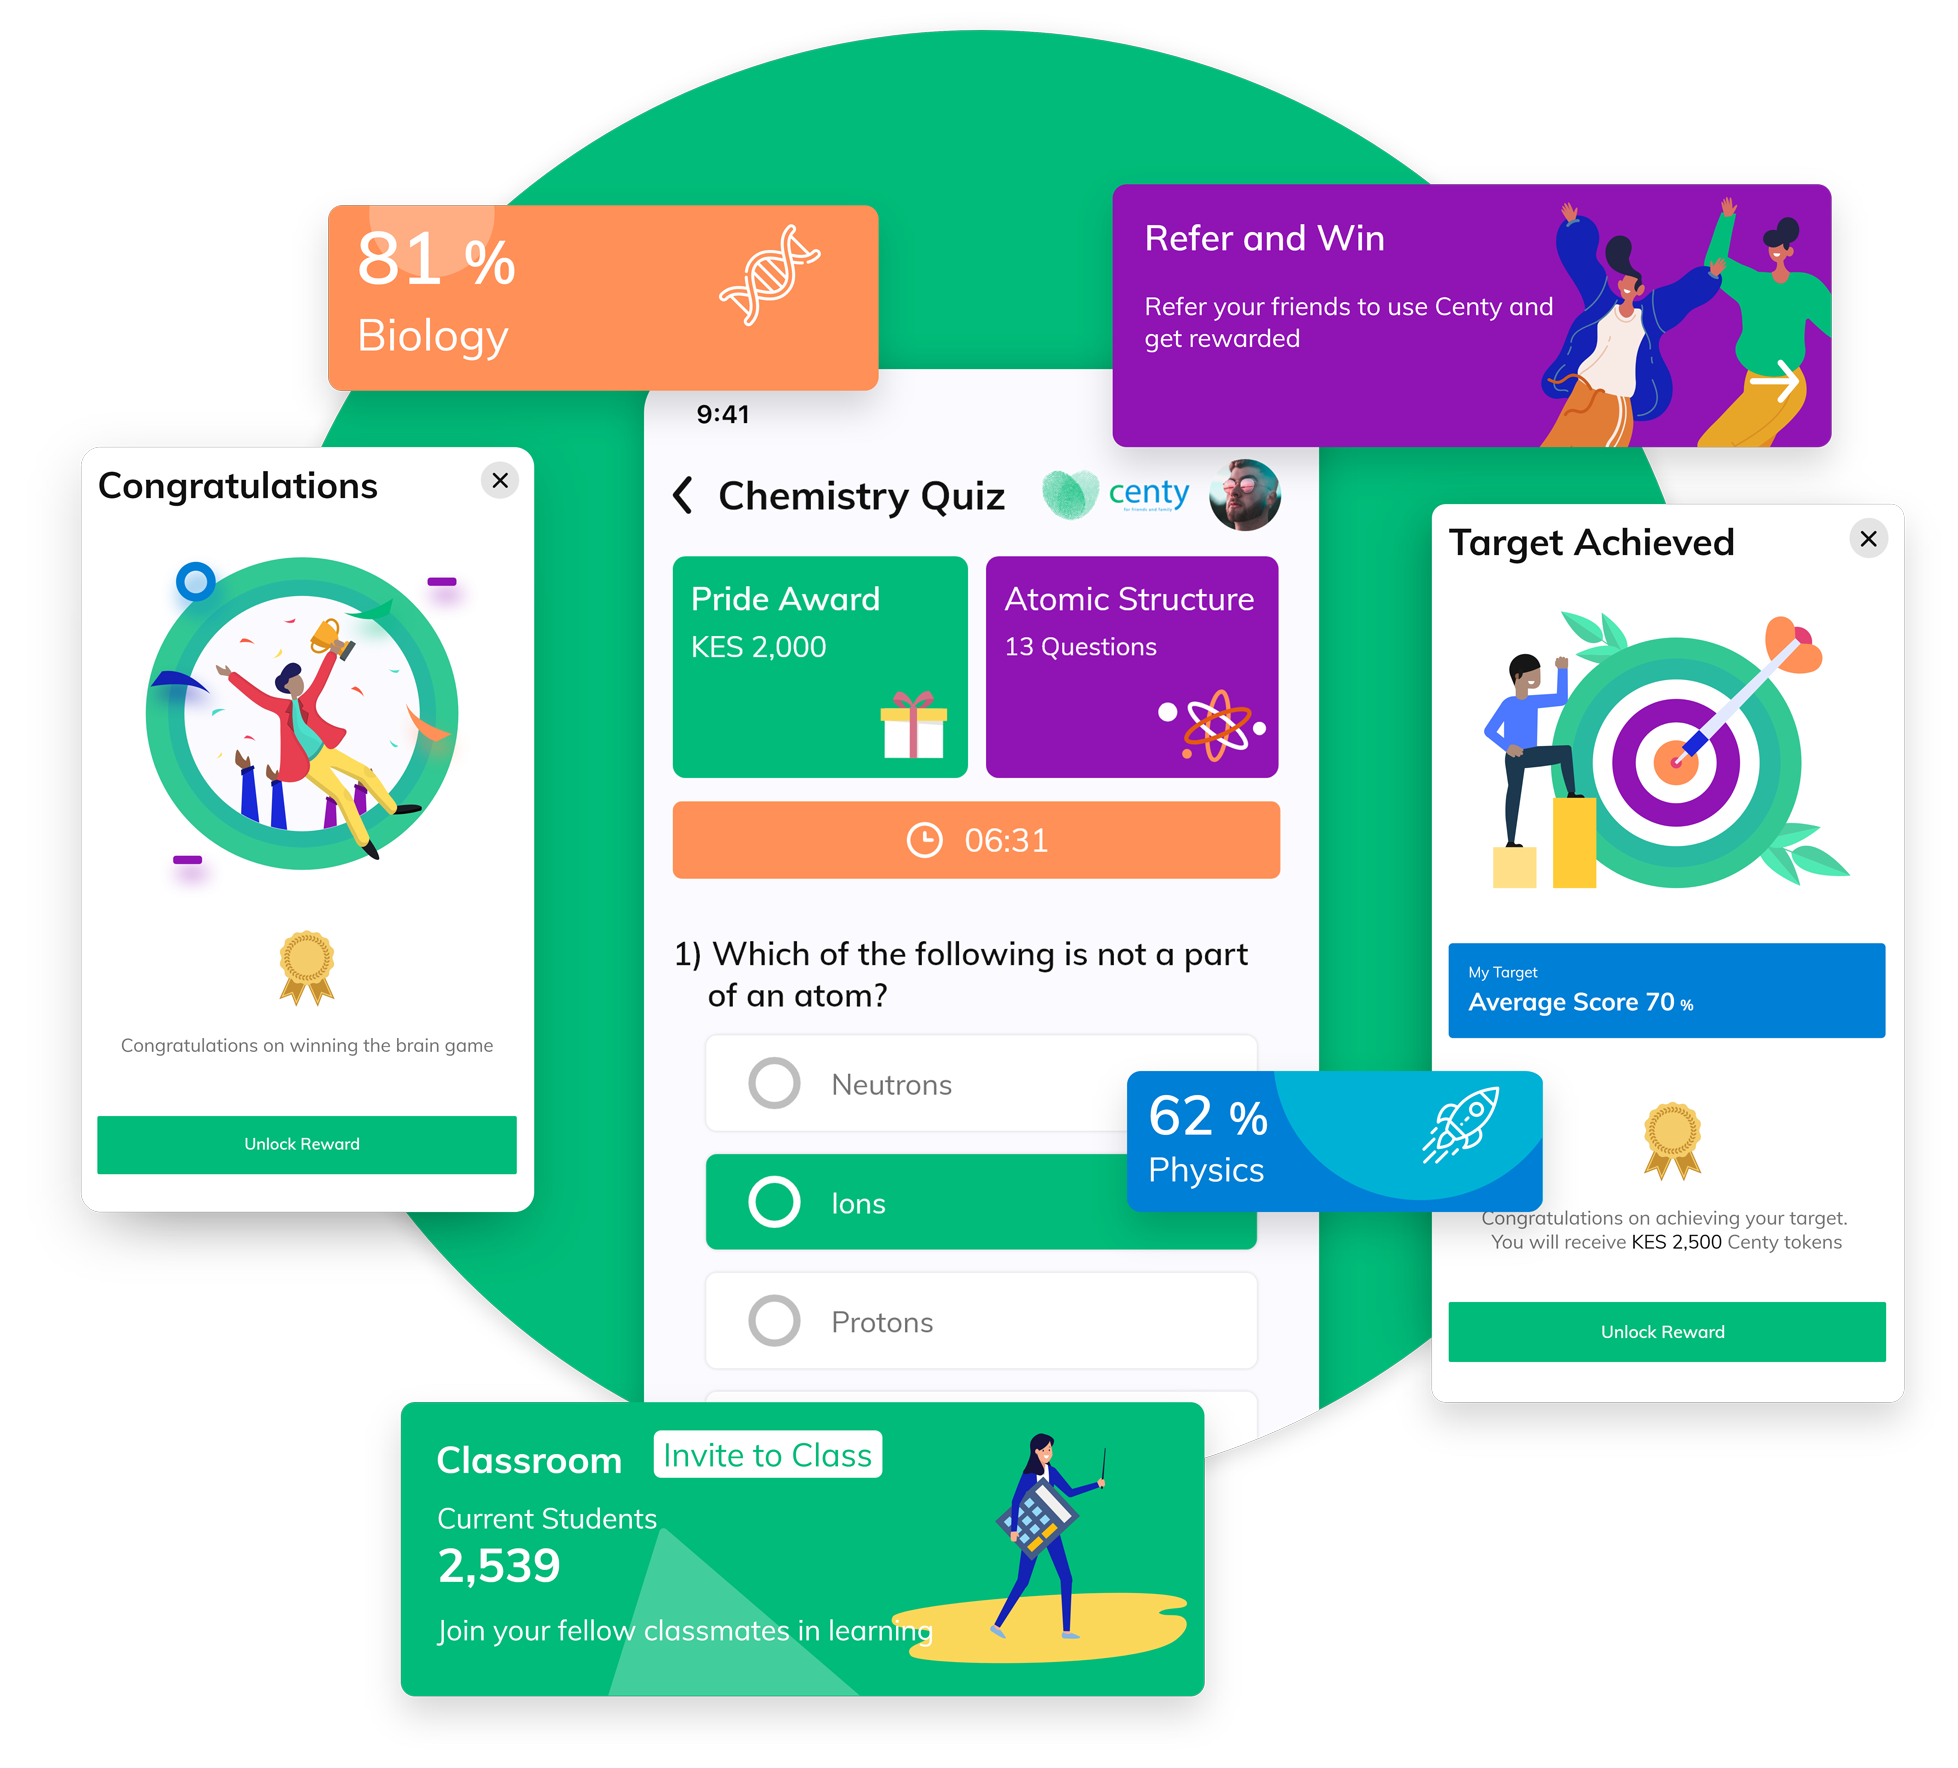 81 %
Biology
Refer and Win
Refer your friends to use Centy and
get rewarded
9:41
Chemistry Quiz
centy
for friends and family
Congratulations
Congratulations on winning the brain game
Unlock Reward
Pride Award
KES 2,000
Atomic Structure
13 Questions
06:31
1) Which of the following is not a part
of an atom?
Neutrons
Ions
Protons
62 %
Physics
Target Achieved
My Target
Average Score 70 %
Congratulations on achieving your target.
You will receive KES 2,500 Centy tokens
Unlock Reward
Classroom
Invite to Class
Current Students
2,539
Join your fellow classmates in learning